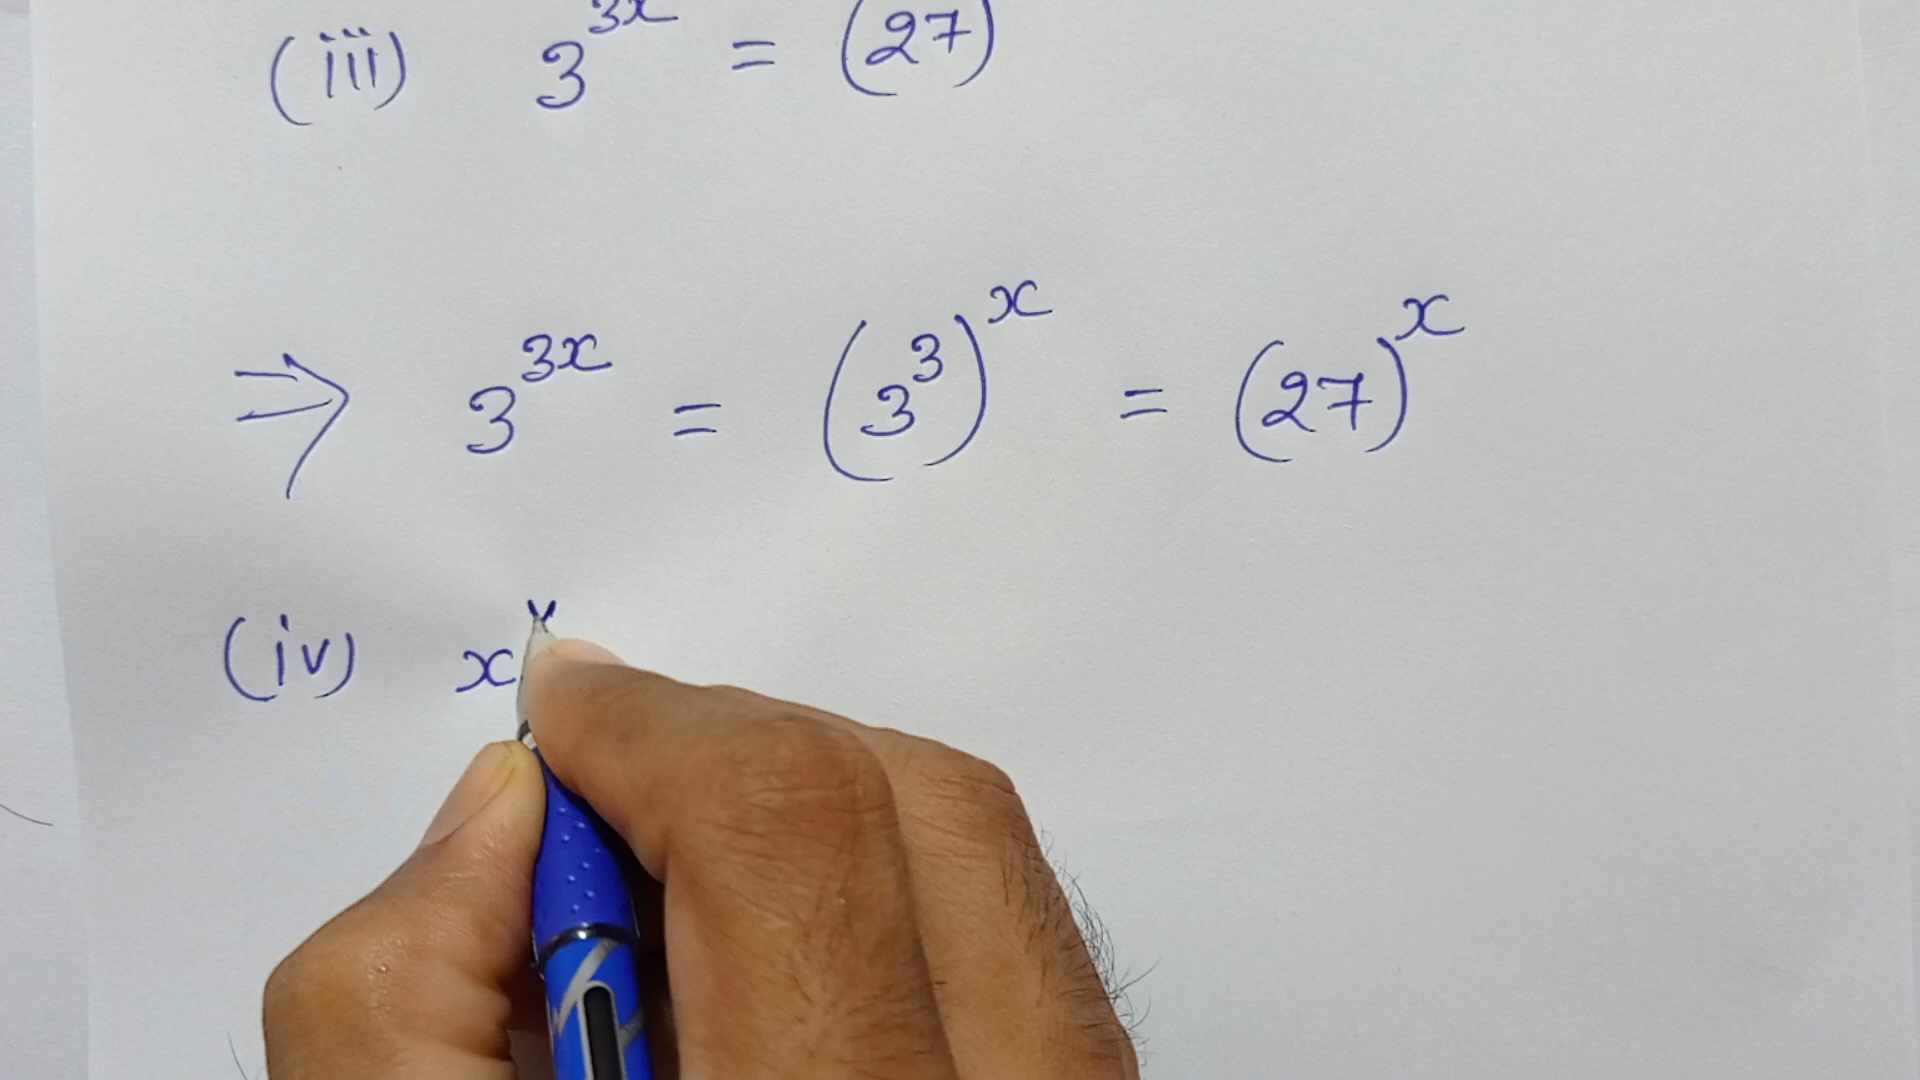 (iii) 3^{3x} = (27)
⇒ 3^{3x} = (3^3)^x = (27)^x
(iv) x^y